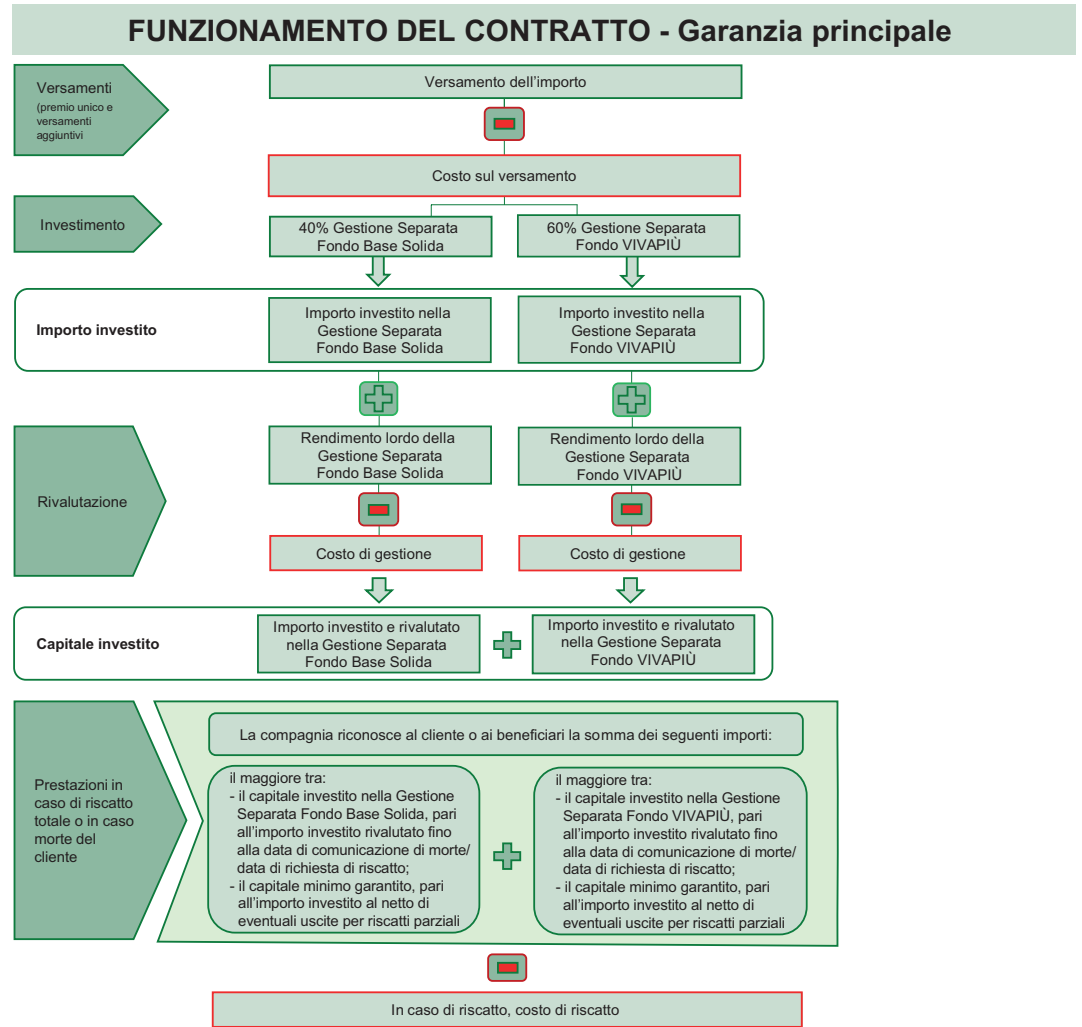 FUNZIONAMENTO DEL CONTRATTO - Garanzia principale
Versamenti
(premio unico e
versamenti
aggiuntivi
Versamento dell'importo
Costo sul versamento
Investimento
40% Gestione Separata
Fondo Base Solida
60% Gestione Separata
Fondo VIVAPIÙ
Importo investito
Importo investito nella
Gestione Separata
Fondo Base Solida
Importo investito nella
Gestione Separata
Fondo VIVAPIÙ
Rivalutazione
Rendimento lordo della
Gestione Separata
Fondo Base Solida
Rendimento lordo della
Gestione Separata
Fondo VIVAPIÙ
Costo di gestione
Costo di gestione
Capitale investito
Importo investito e rivalutato
nella Gestione Separata
Fondo Base Solida
Importo investito e rivalutato
nella Gestione Separata
Fondo VIVAPIÙ
Prestazioni in
caso di riscatto
totale o in caso
morte del
cliente
La compagnia riconosce al cliente o ai beneficiari la somma dei seguenti importi:
il maggiore tra:
- il capitale investito nella Gestione
Separata Fondo Base Solida, pari
all'importo investito rivalutato fino
alla data di comunicazione di morte/
data di richiesta di riscatto;
- il capitale minimo garantito, pari
all'importo investito al netto di
eventuali uscite per riscatti parziali
il maggiore tra:
- il capitale investito nella Gestione
Separata Fondo VIVAPIÙ, pari
all'importo investito rivalutato fino
alla data di comunicazione di morte/
data di richiesta di riscatto;
- il capitale minimo garantito, pari
all'importo investito al netto di
eventuali uscite per riscatti parziali
In caso di riscatto, costo di riscatto